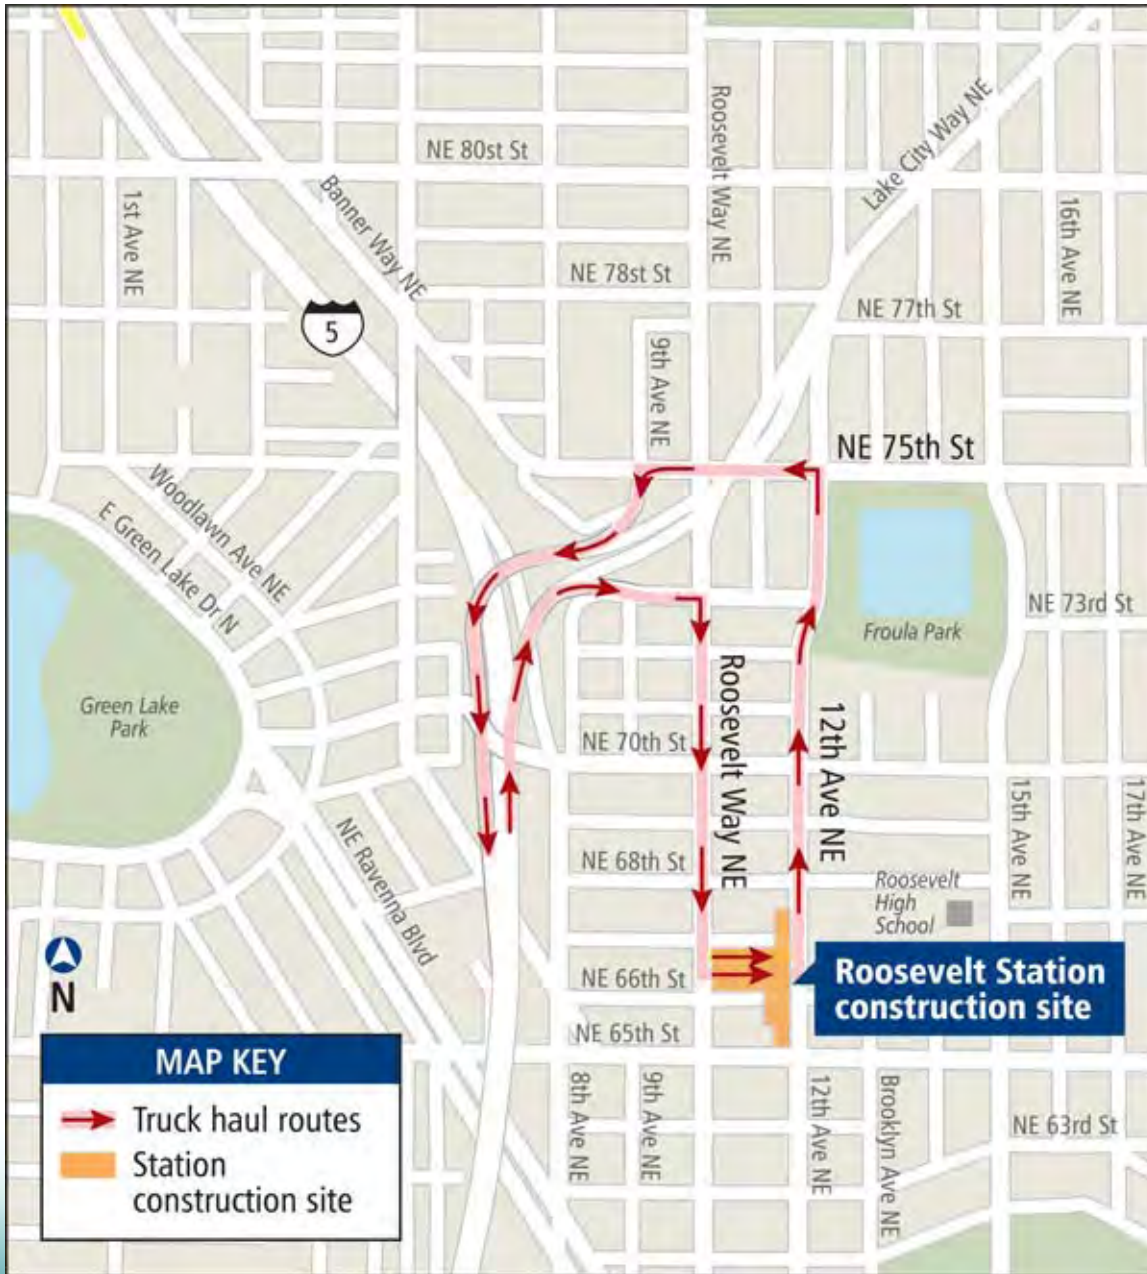 NE 80st St
Roosevelt Way NE
Lake City Way NE
1st Ave NE
Banner Way NE
16th Ave NE
NE 78st St
5
NE 77th St
9th Ave NE
NE 75th St
Woodlawn Ave NE
E Green Lake Dr N
NE 73rd St
Froula Park
Green Lake
Park
Roosevelt Way NE
12th Ave NE
NE 70th St
15th Ave NE
17th Ave NE
NE Ravenna Blvd
NE 68th St
Roosevelt
High
School
N
NE 66th St
Roosevelt Station
construction site
NE 65th St
MAP KEY
Truck haul routes
Station
construction site
8th Ave NE
9th Ave NE
12th Ave NE
Brooklyn Ave NE
NE 63rd St